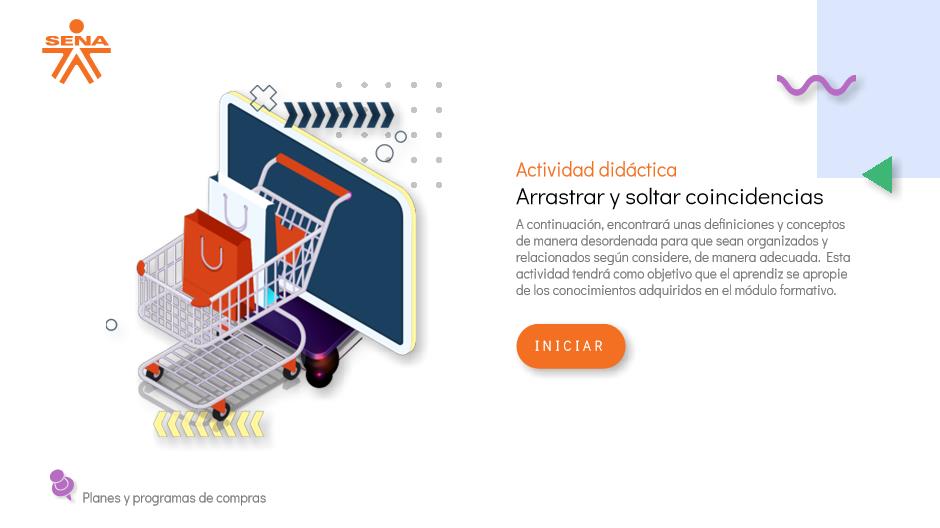 SENA
Actividad didáctica
Arrastrar y soltar coincidencias
A continuación, encontrará unas definiciones y conceptos
de manera desordenada para que sean organizados y
relacionados según considere, de manera adecuada. Esta
actividad tendrá como objetivo que el aprendiz se apropie
de los conocimientos adquiridos en el módulo formativo.
INICIAR
Planes y programas de compras